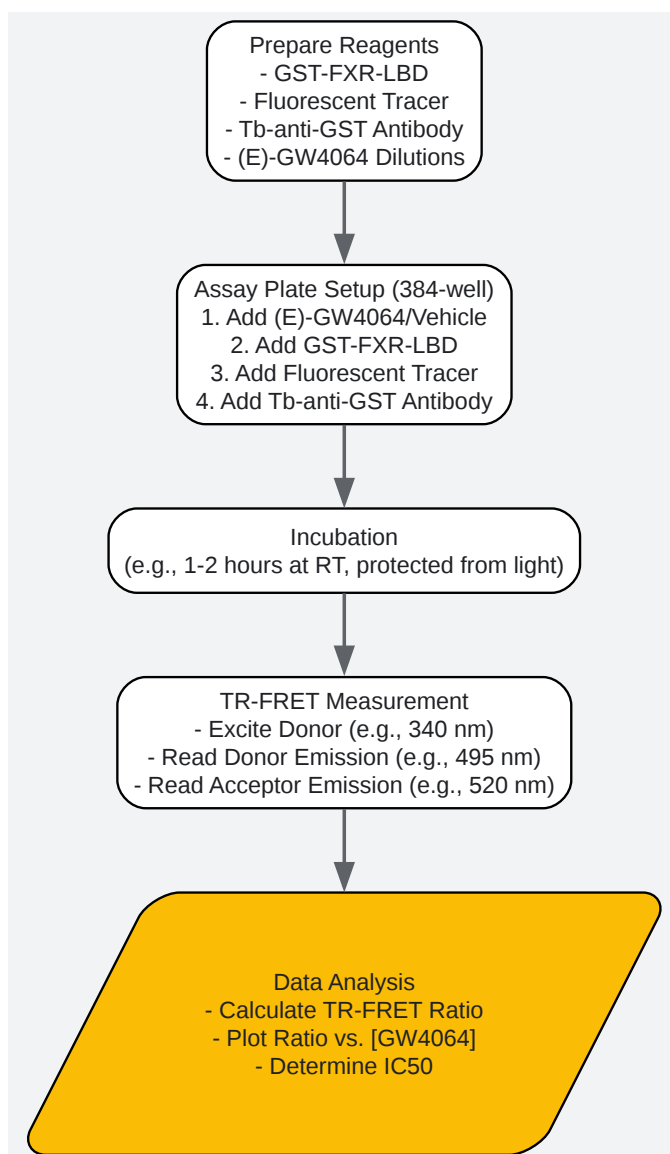 Prepare Reagents
- GST-FXR-LBD
- Fluorescent Tracer
- Tb-anti-GST Antibody
- (E)-GW4064 Dilutions
Assay Plate Setup (384-well)
1. Add (E)-GW4064/Vehicle
2. Add GST-FXR-LBD
3. Add Fluorescent Tracer
4. Add Tb-anti-GST Antibody
Incubation
(e.g., 1-2 hours at RT, protected from light)
TR-FRET Measurement
- Excite Donor (e.g., 340 nm)
- Read Donor Emission (e.g., 495 nm)
- Read Acceptor Emission (e.g., 520 nm)
Data Analysis
- Calculate TR-FRET Ratio
- Plot Ratio vs. [GW4064]
- Determine IC50